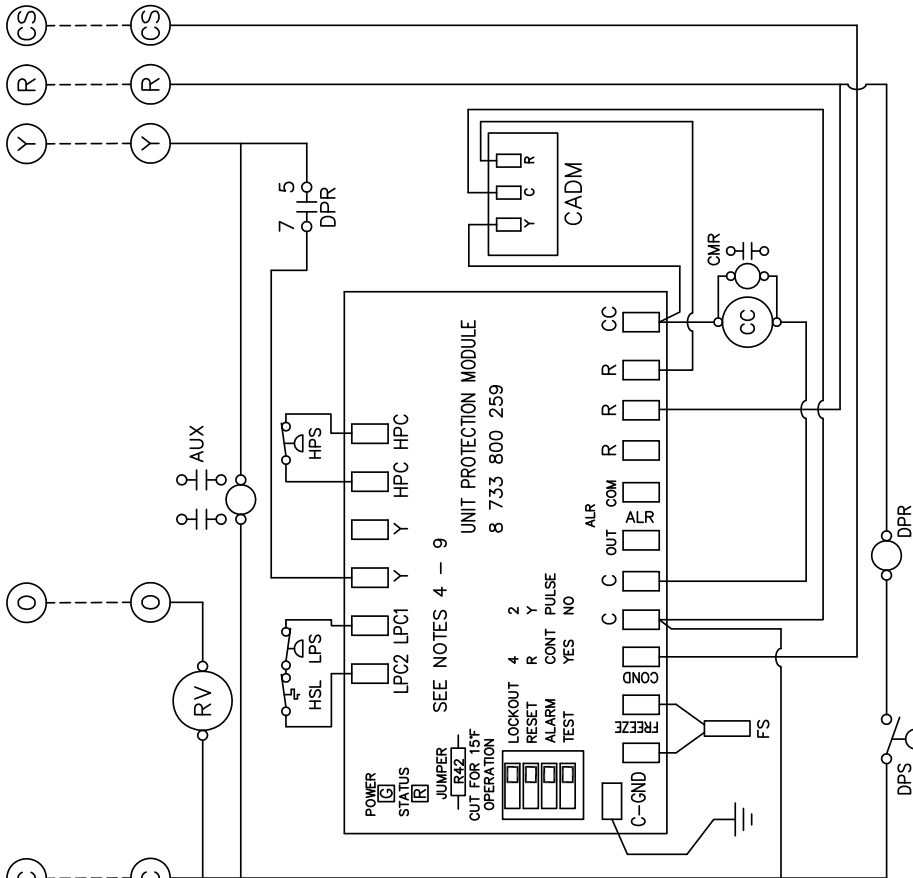 CS CS
R R
Y Y
5
7
DPR
R
C
Y
CADM
CMR
CC
AUX
HPS
HPC
HPC
Y
Y
LPC1
LPC2
LPS
HSL
UNIT PROTECTION MODULE
8 733 800 259
SEE NOTES 4 - 9
CC
R
R
R
COM
ALR
ALR
OUT
C
C
COND
FREEZE
C-GND
FS
LOCKOUT 4 2
RESET R Y
ALARM CONT PULSE
TEST YES NO
POWER
G
STATUS
R
JUMPER
R42
CUT FOR 15°F
OPERATION
O O
RV
DPR
DPS
C C